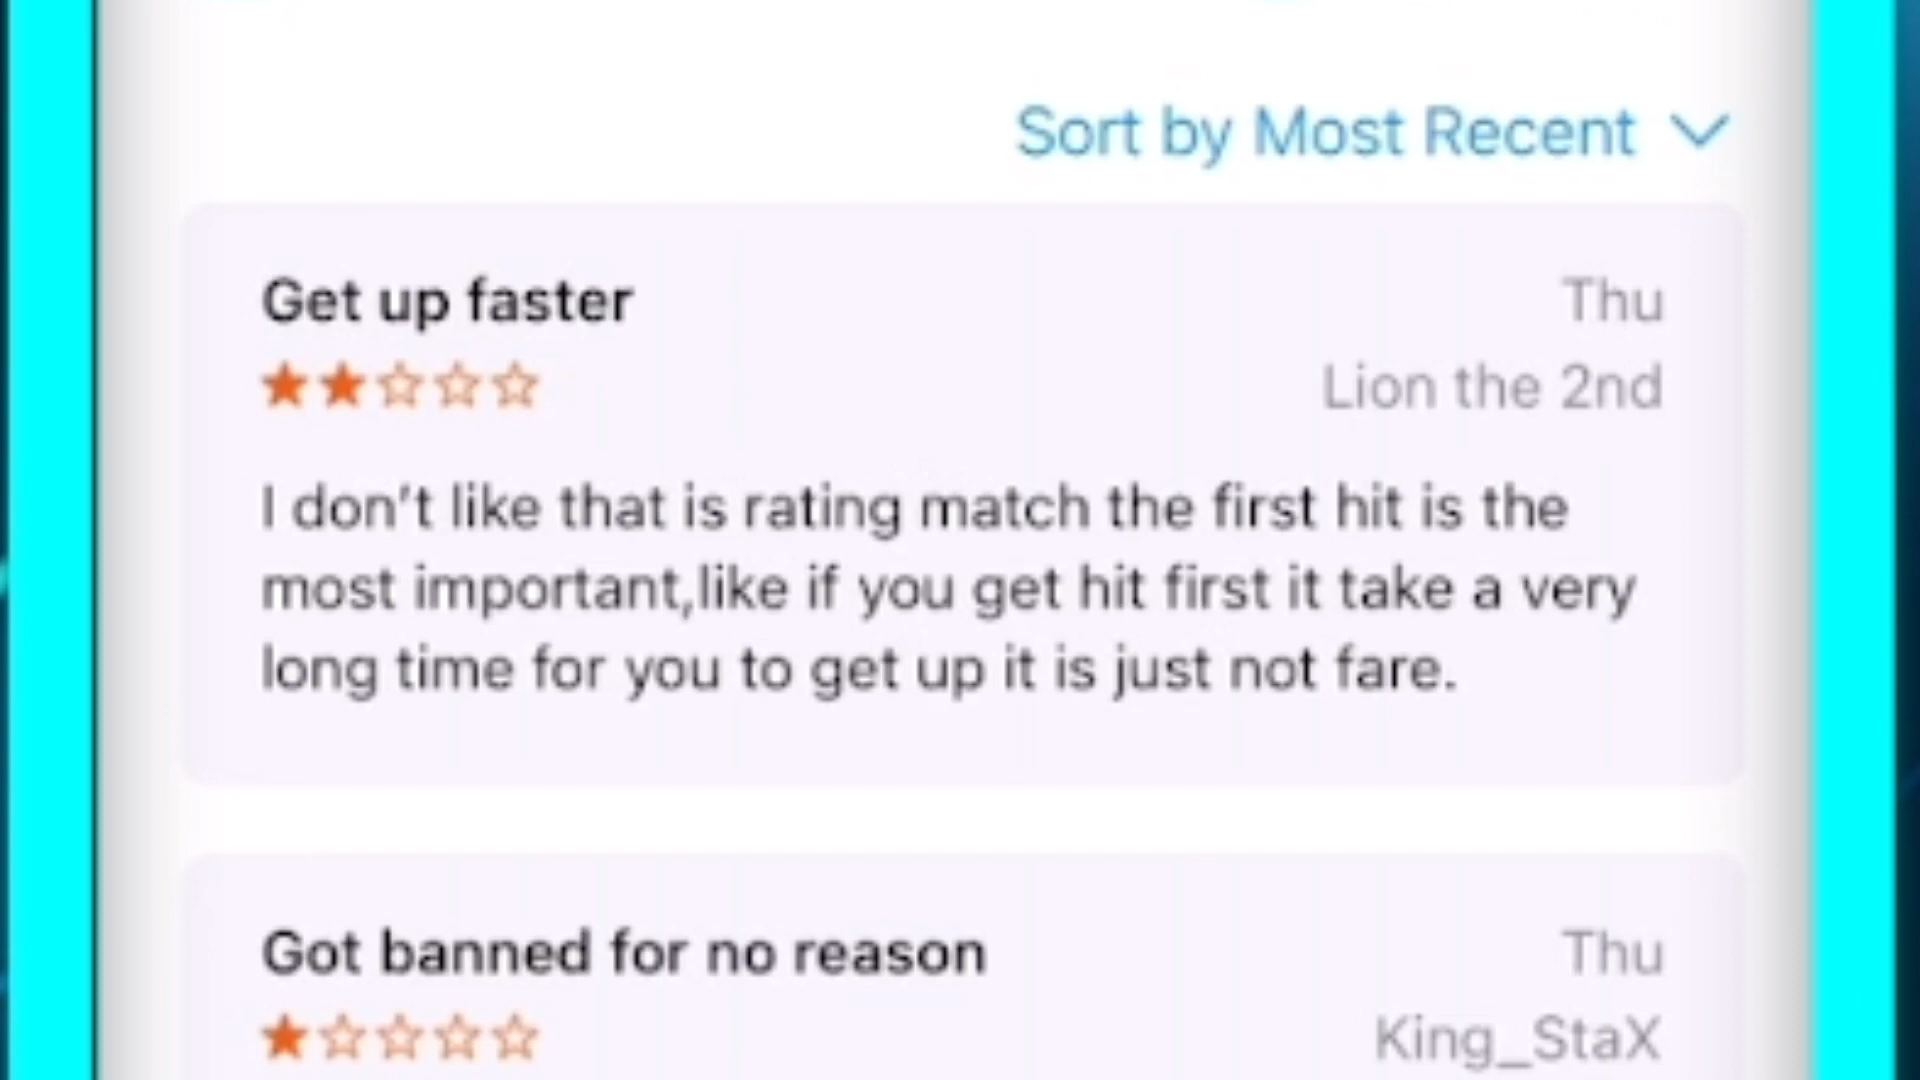 Sort by Most Recent
Get up faster
Thu
Lion the 2nd
I don’t like that is rating match the first hit is the
most important,like if you get hit first it take a very
long time for you to get up it is just not fare.
Got banned for no reason
Thu
King_StaX